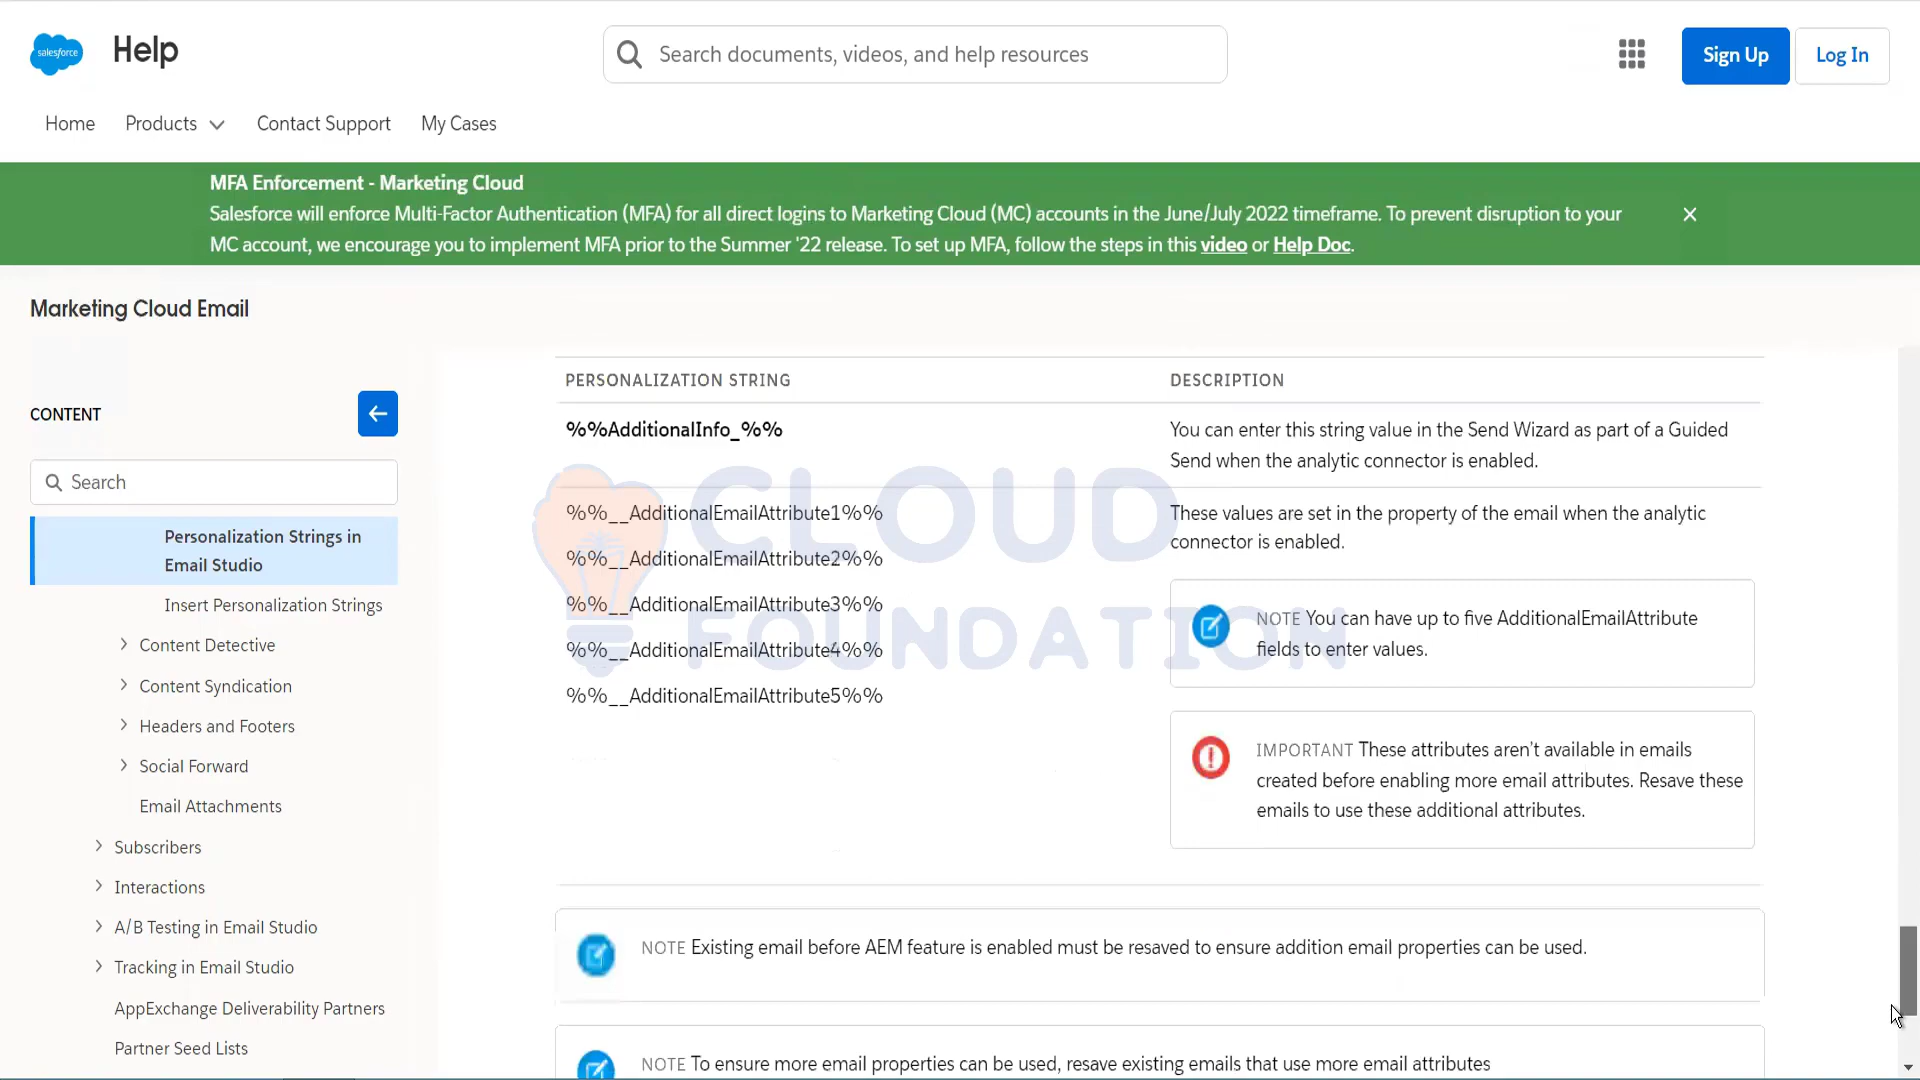 salesforce
Help
Search documents, videos, and help resources
Sign Up
Log In
Home
Products
Contact Support
My Cases
MFA Enforcement - Marketing Cloud
Salesforce will enforce Multi-Factor Authentication (MFA) for all direct logins to Marketing Cloud (MC) accounts in the June/July 2022 timeframe. To prevent disruption to your
MC account, we encourage you to implement MFA prior to the Summer '22 release. To set up MFA, follow the steps in this video or Help Doc.
Marketing Cloud Email
CONTENT
Search
Personalization Strings in
Email Studio
Insert Personalization Strings
Content Detective
Content Syndication
Headers and Footers
Social Forward
Email Attachments
Subscribers
Interactions
A/B Testing in Email Studio
Tracking in Email Studio
AppExchange Deliverability Partners
Partner Seed Lists
PERSONALIZATION STRING
DESCRIPTION
%%AdditionalInfo_%%
You can enter this string value in the Send Wizard as part of a Guided
Send when the analytic connector is enabled.
%%__AdditionalEmailAttribute1%%
%%__AdditionalEmailAttribute2%%
%%__AdditionalEmailAttribute3%%
%%__AdditionalEmailAttribute4%%
%%__AdditionalEmailAttribute5%%
These values are set in the property of the email when the analytic
connector is enabled.
NOTE You can have up to five AdditionalEmailAttribute
fields to enter values.
IMPORTANT These attributes aren't available in emails
created before enabling more email attributes. Resave these
emails to use these additional attributes.
NOTE Existing email before AEM feature is enabled must be resaved to ensure addition email properties can be used.
NOTE To ensure more email properties can be used, resave existing emails that use more email attributes
CLOUD
FOUNDATION